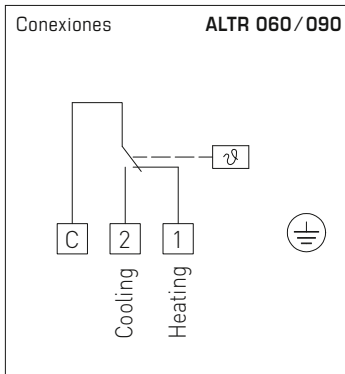 Conexiones ALTR 060/090
ϑ
C 2 1
Cooling
Heating